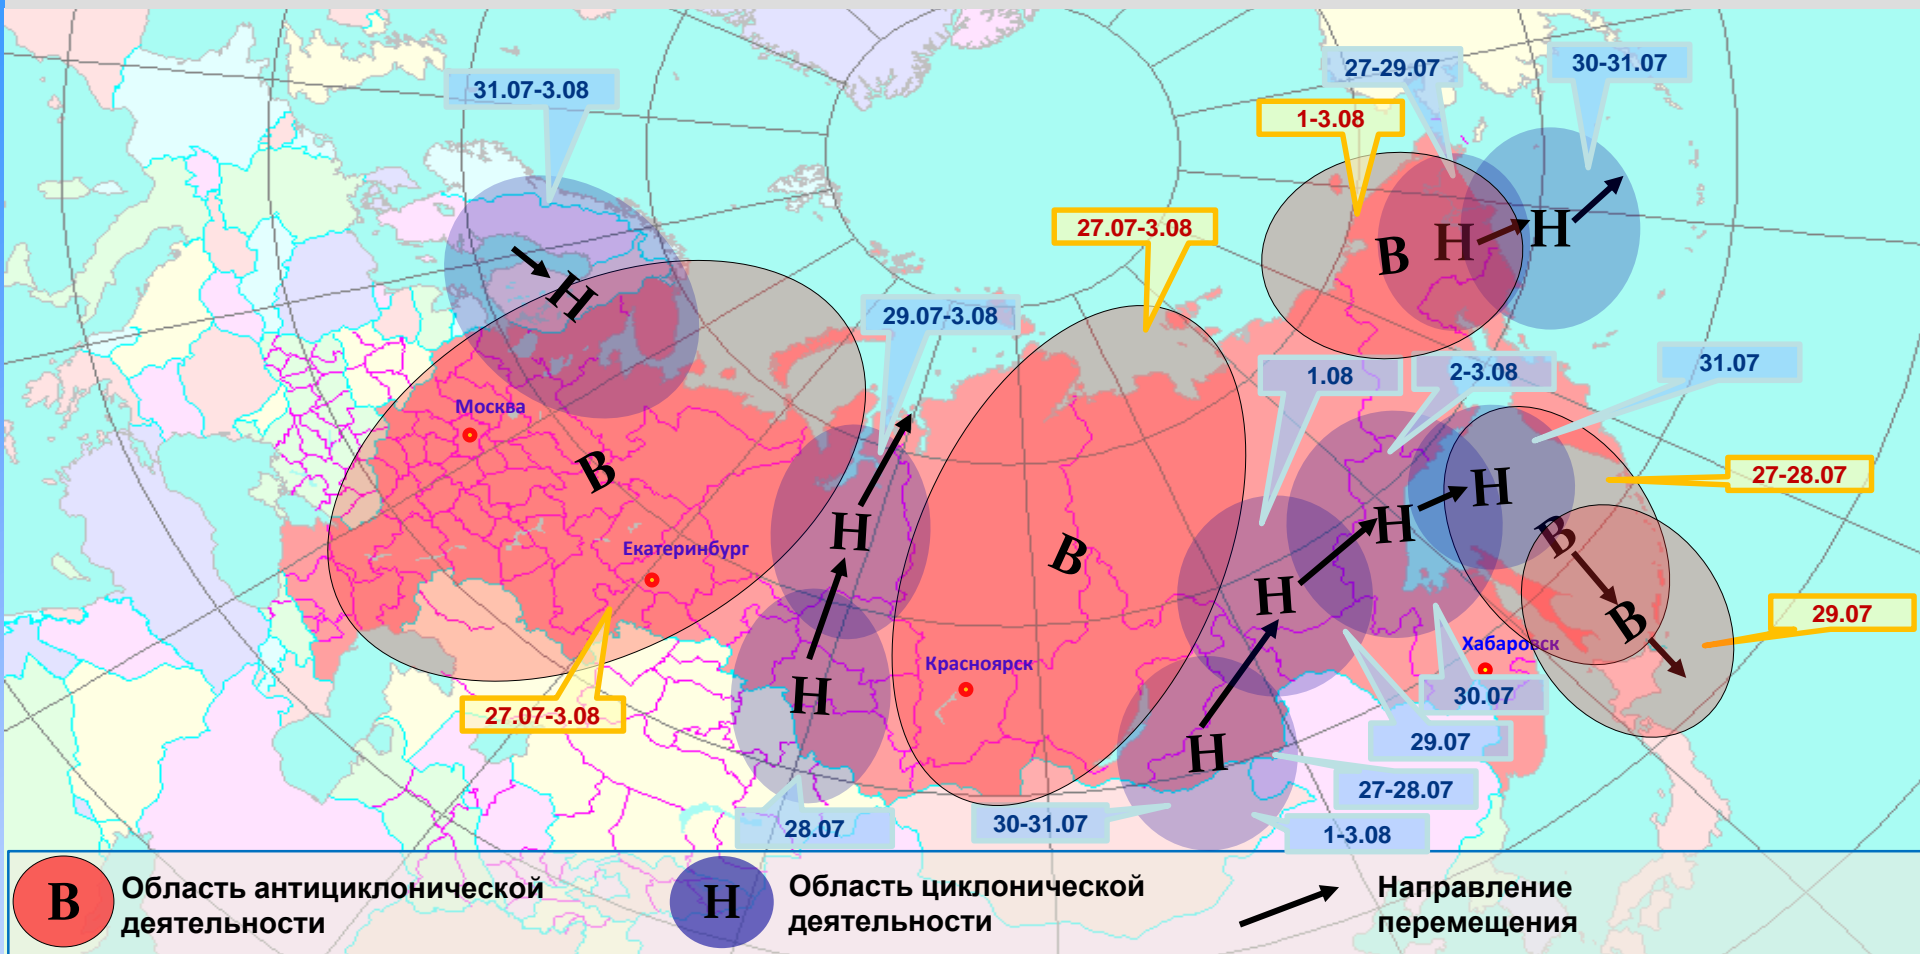 27-29.07
30-31.07
31.07-3.08
1-3.08
27.07-3.08
В
Н
Н
Н
29.07-3.08
1.08
2-3.08
31.07
Москва
В
27-28.07
Н
Н
Н
В
В
Екатеринбург
Н
В
29.07
Красноярск
Хабаровск
Н
30.07
27.07-3.08
29.07
Н
27-28.07
28.07
30-31.07
1-3.08
В
Область антициклонической
деятельности
Н
Область циклонической
деятельности
Направление
перемещения